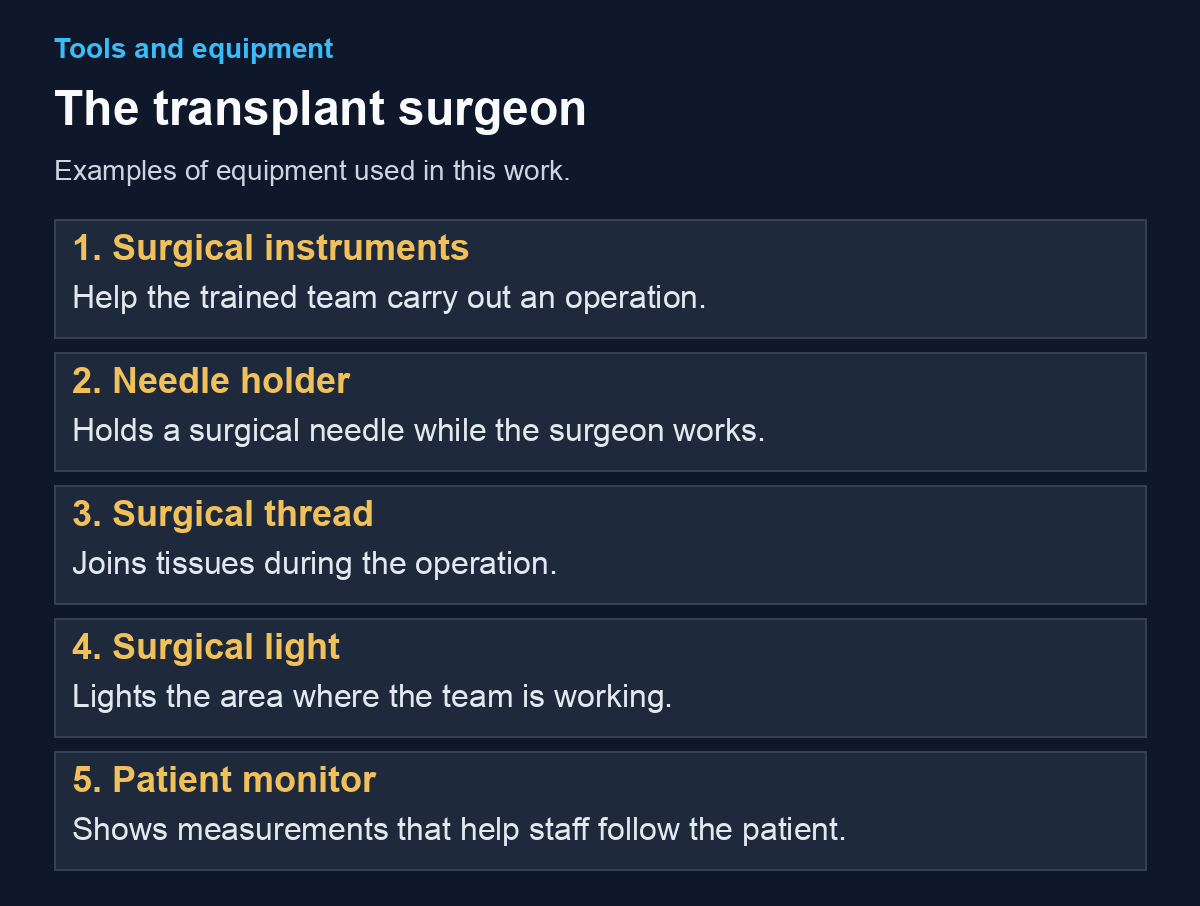 Tools and equipment
The transplant surgeon
Examples of equipment used in this work.
1. Surgical instruments
Help the trained team carry out an operation.
2. Needle holder
Holds a surgical needle while the surgeon works.
3. Surgical thread
Joins tissues during the operation.
4. Surgical light
Lights the area where the team is working.
5. Patient monitor
Shows measurements that help staff follow the patient.